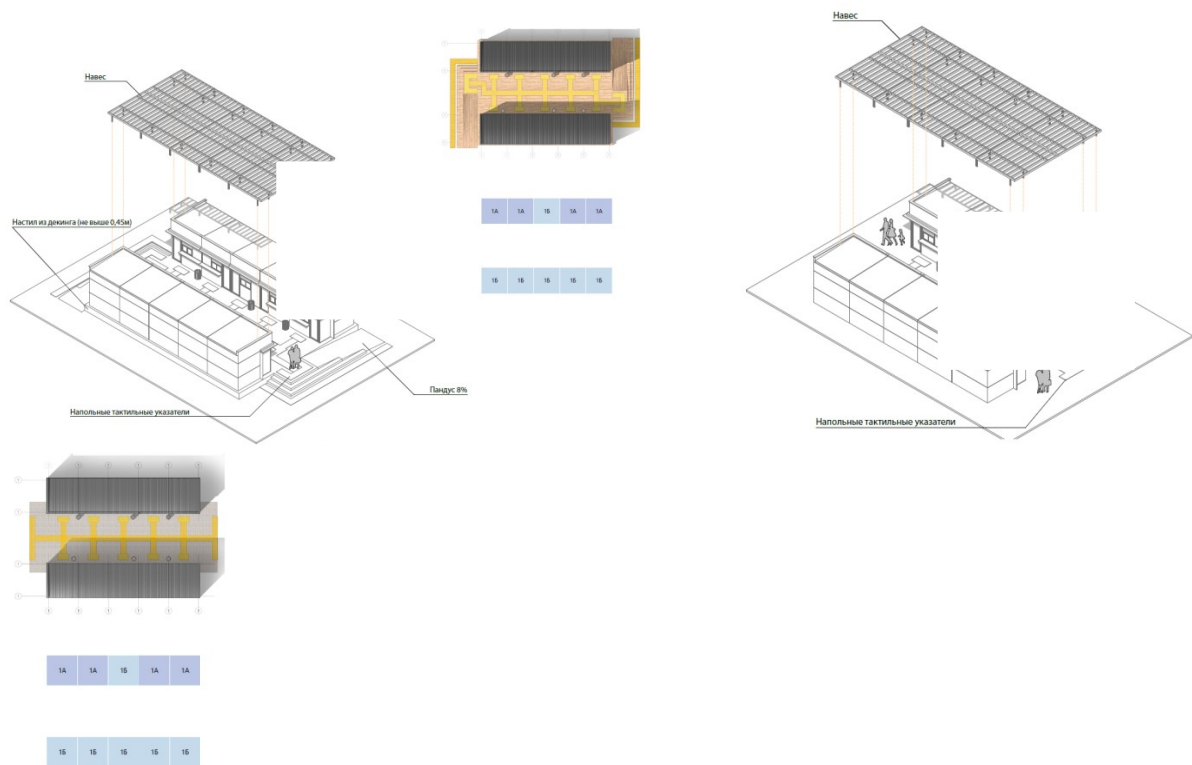 Навес
Настил из декинга (не выше 0,45м)
Пандус 8%
Напольные тактильные указатели
1А 1А 1Б 1А 1А
1Б 1Б 1Б 1Б 1Б
Навес
Напольные тактильные указатели
1А 1А 1Б 1А 1А
1Б 1Б 1Б 1Б 1Б